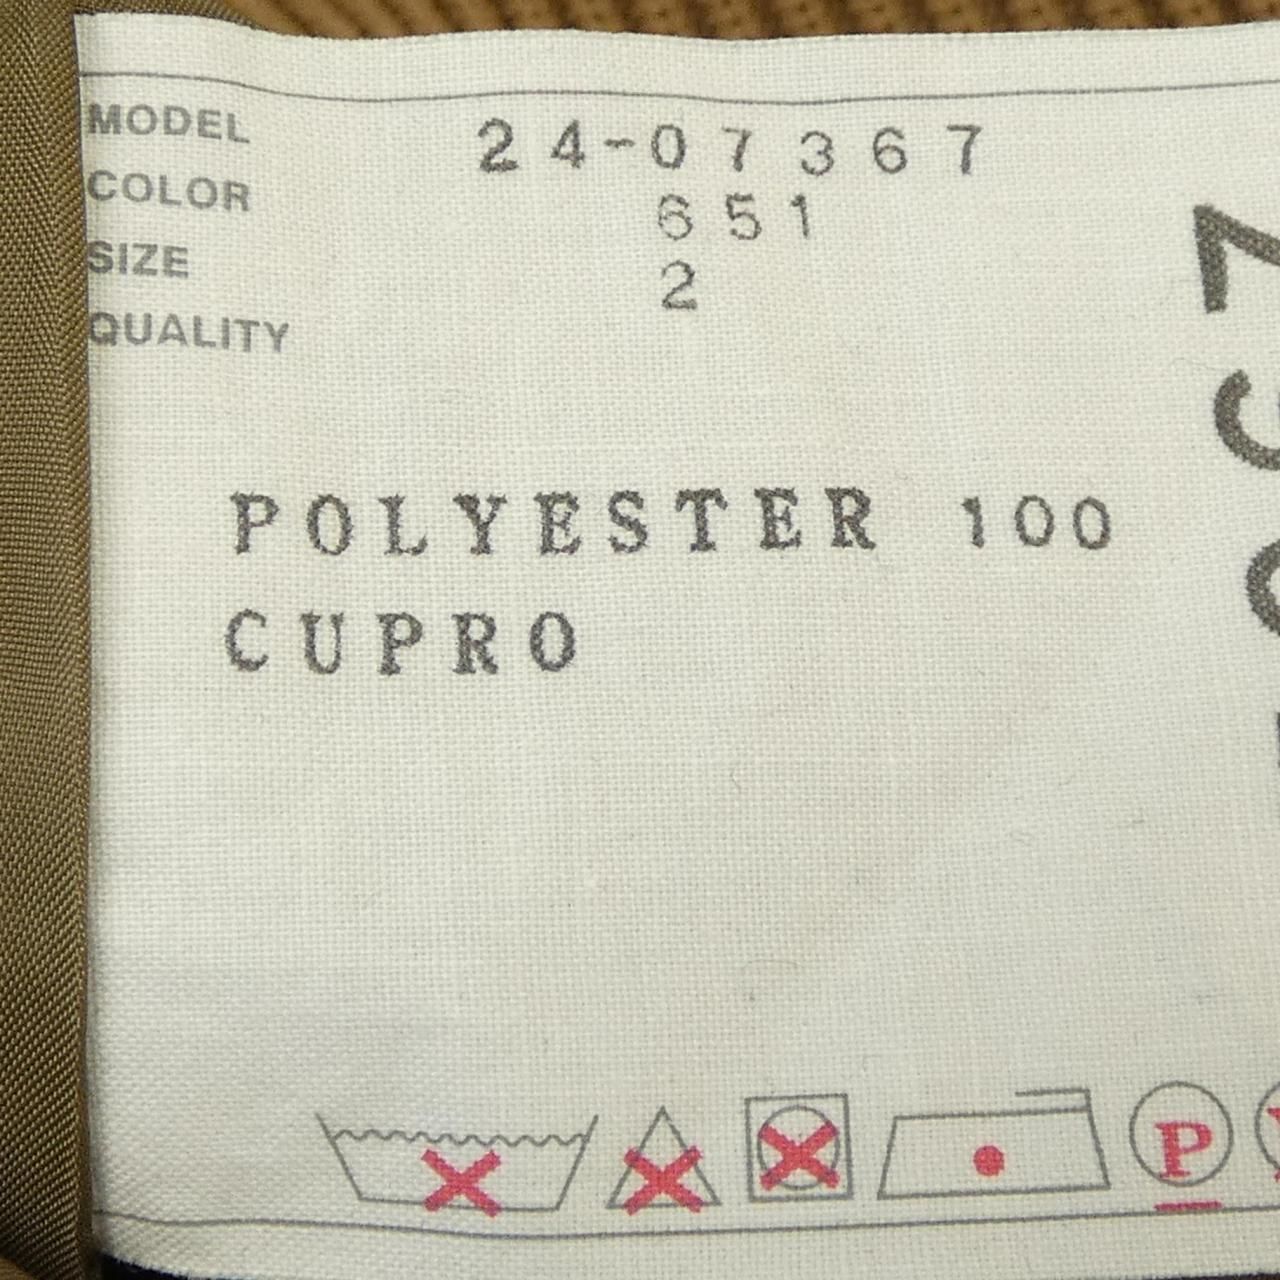 MODEL 24-07367
COLOR 651
SIZE 2
QUALITY
POLYESTER 100
CUPRO
P